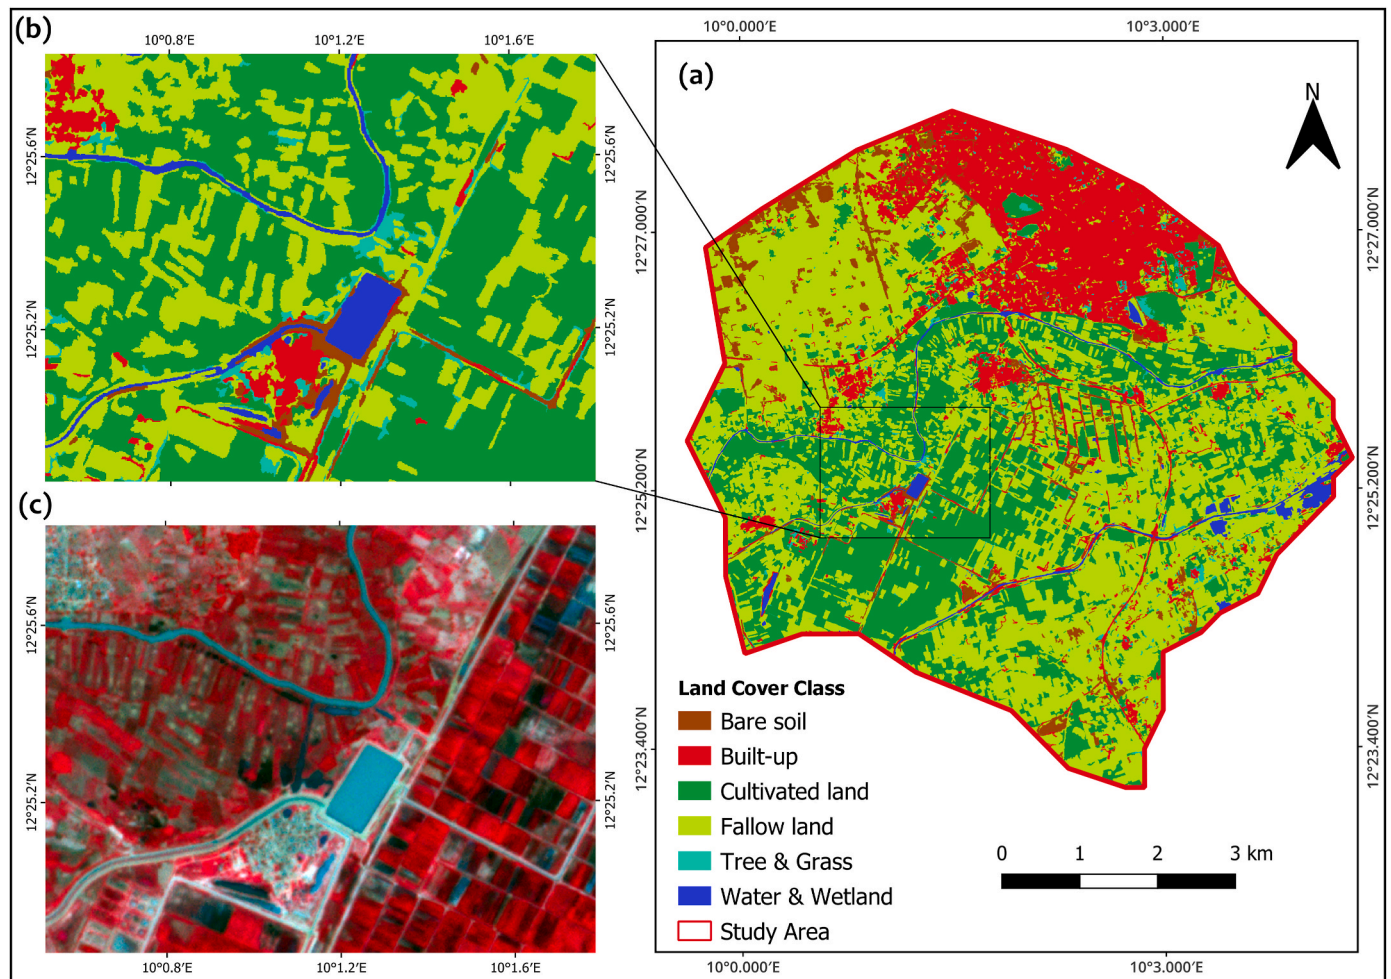 (b)
10°0.8′E 10°1.2′E 10°1.6′E
12°25.6′N 12°25.6′N
12°25.2′N 12°25.2′N
(c)
12°25.6′N 12°25.6′N
12°25.2′N 12°25.2′N
10°0.8′E 10°1.2′E 10°1.6′E
10°0.000′E 10°3.000′E
(a)
N
12°27.000′N 12°27.000′N
12°25.200′N 12°25.200′N
12°23.400′N 12°23.400′N
Land Cover Class
Bare soil
Built-up
Cultivated land
Fallow land
Tree & Grass
Water & Wetland
Study Area
0 1 2 3 km
10°0.000′E 10°3.000′E